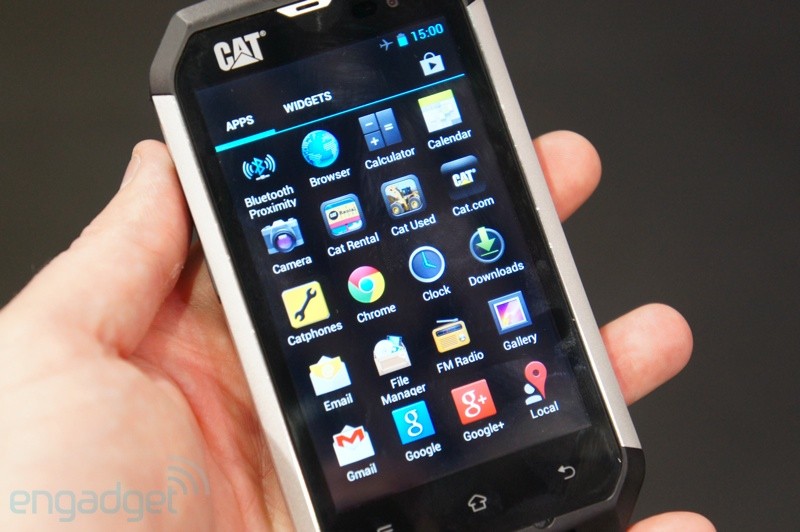 CAT®
15:00
APPS WIDGETS
Bluetooth Proximity
Browser
Calculator
Calendar
Camera
Cat Rental
Cat Used
CAT
Cat.com
Catphones
Chrome
Clock
Downloads
Email
File Manager
FM Radio
Gallery
Gmail
g
Google
g+
Google+
Local
engadget